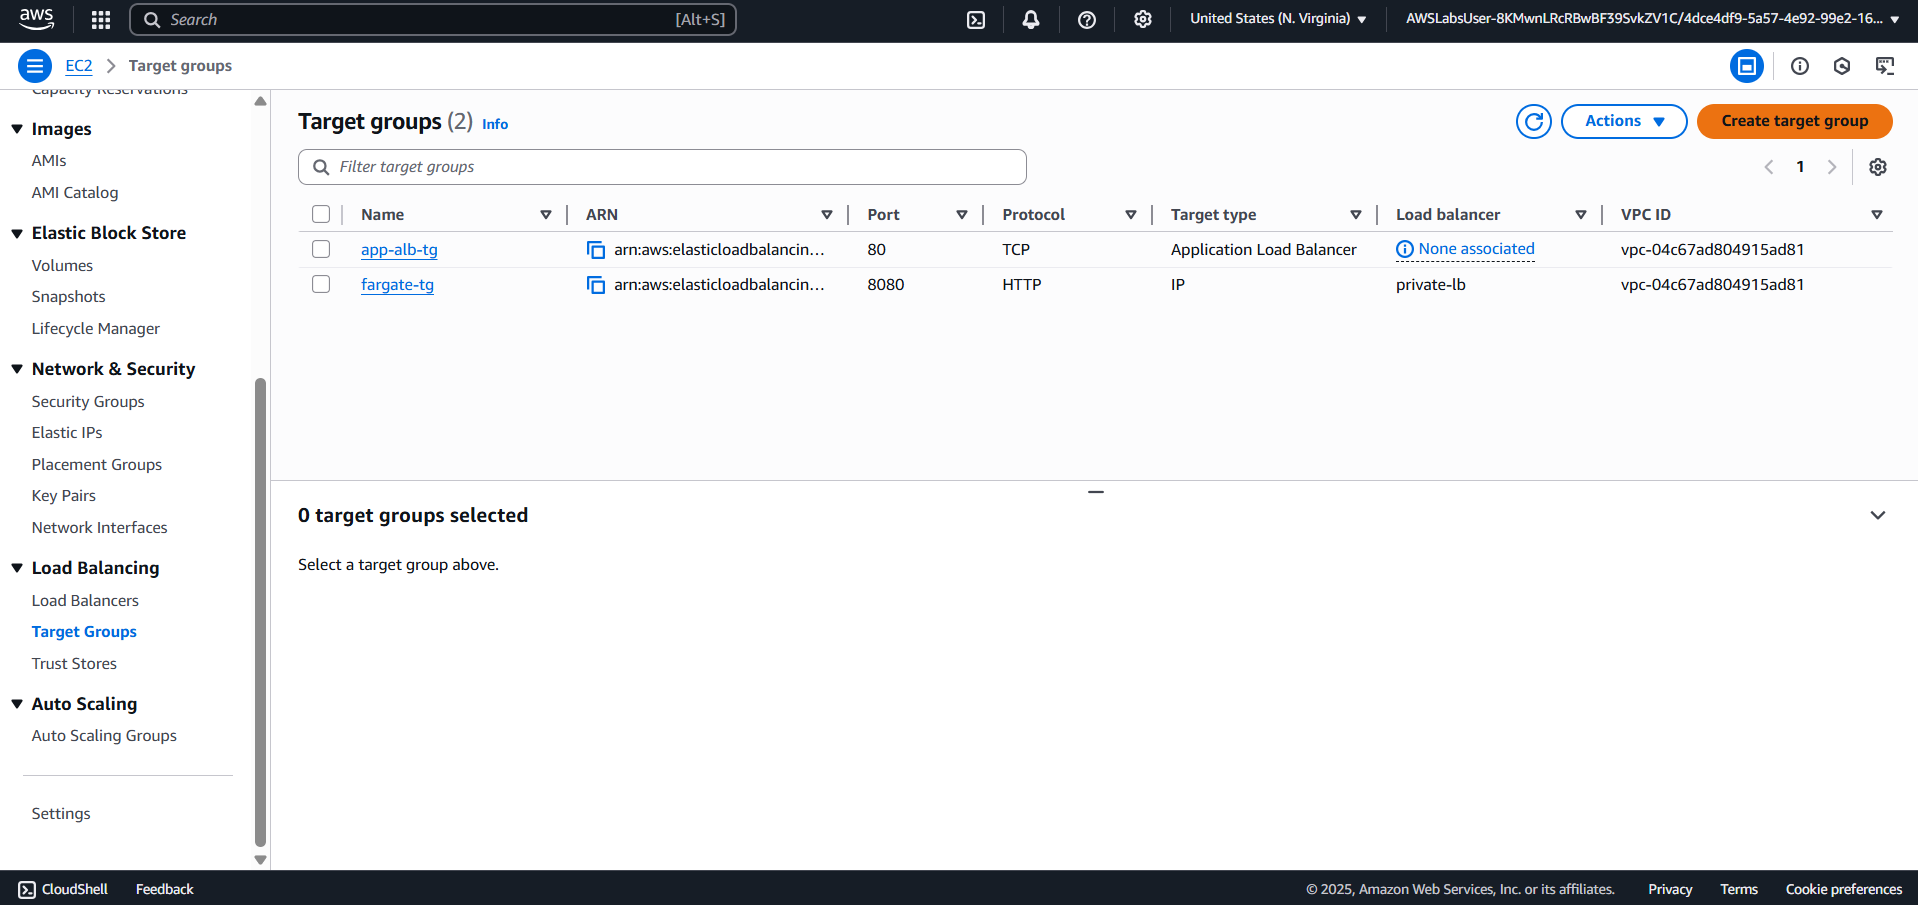 aws
Search [Alt+S]
United States (N. Virginia)
AWSLabsUser-8KMwnLRcRBwBF39SvkZV1C/4dce4df9-5a57-4e92-99e2-16...
EC2 Target groups
Capacity Reservations
Images
AMIs
AMI Catalog
Elastic Block Store
Volumes
Snapshots
Lifecycle Manager
Network & Security
Security Groups
Elastic IPs
Placement Groups
Key Pairs
Network Interfaces
Load Balancing
Load Balancers
Target Groups
Trust Stores
Auto Scaling
Auto Scaling Groups
Settings
Target groups (2) Info
Actions
Create target group
Filter target groups
1
Name ARN Port Protocol Target type Load balancer VPC ID
app-alb-tg arn:aws:elasticloadbalancin... 80 TCP Application Load Balancer None associated vpc-04c67ad804915ad81
fargate-tg arn:aws:elasticloadbalancin... 8080 HTTP IP private-lb vpc-04c67ad804915ad81
0 target groups selected
Select a target group above.
CloudShell Feedback
© 2025, Amazon Web Services, Inc. or its affiliates. Privacy Terms Cookie preferences